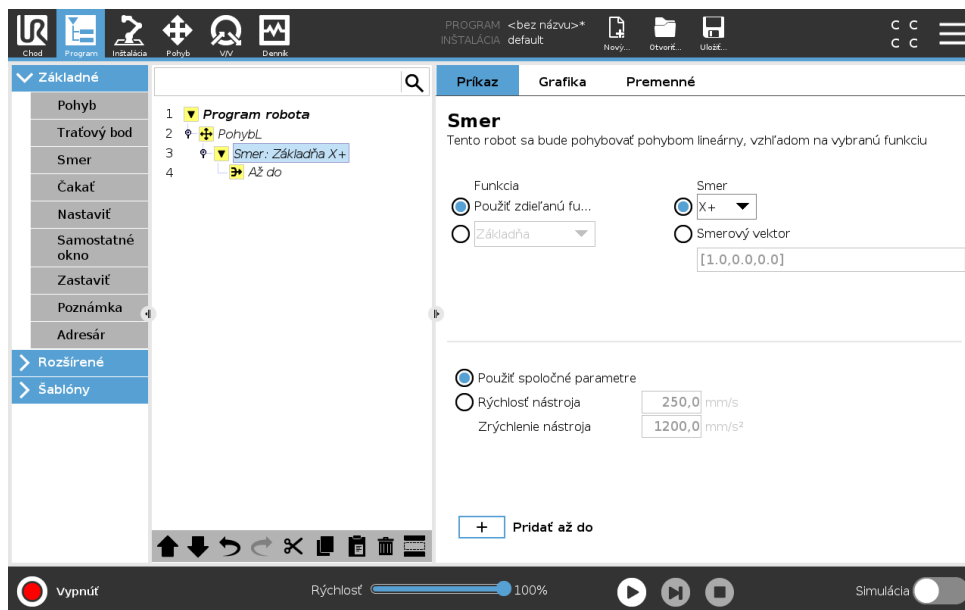 Chod
Program
Inštalácia
Pohyb
V/V
Denník
PROGRAM <bez názvu>*
INŠTALÁCIA default
Nový...
Otvoriť...
Uložiť...
C C
C C
Základné
Pohyb
Traťový bod
Smer
Čakať
Nastaviť
Samostatné
okno
Zastaviť
Poznámka
Adresár
Rozšírené
Šablóny
1 Program robota
2 PohybL
3 Smer: Základňa X+
4 Až do
Príkaz
Grafika
Premenné
Smer
Tento robot sa bude pohybovať pohybom lineárny, vzhľadom na vybranú funkciu
Funkcia
Použiť zdieľanú fu...
Základňa
Smer
X+
Smerový vektor
[1.0,0.0,0.0]
Použiť spoločné parametre
Rýchlosť nástroja 250,0 mm/s
Zrýchlenie nástroja 1200,0 mm/s²
+ Pridať až do
Vypnúť
Rýchlosť 100%
Simulácia